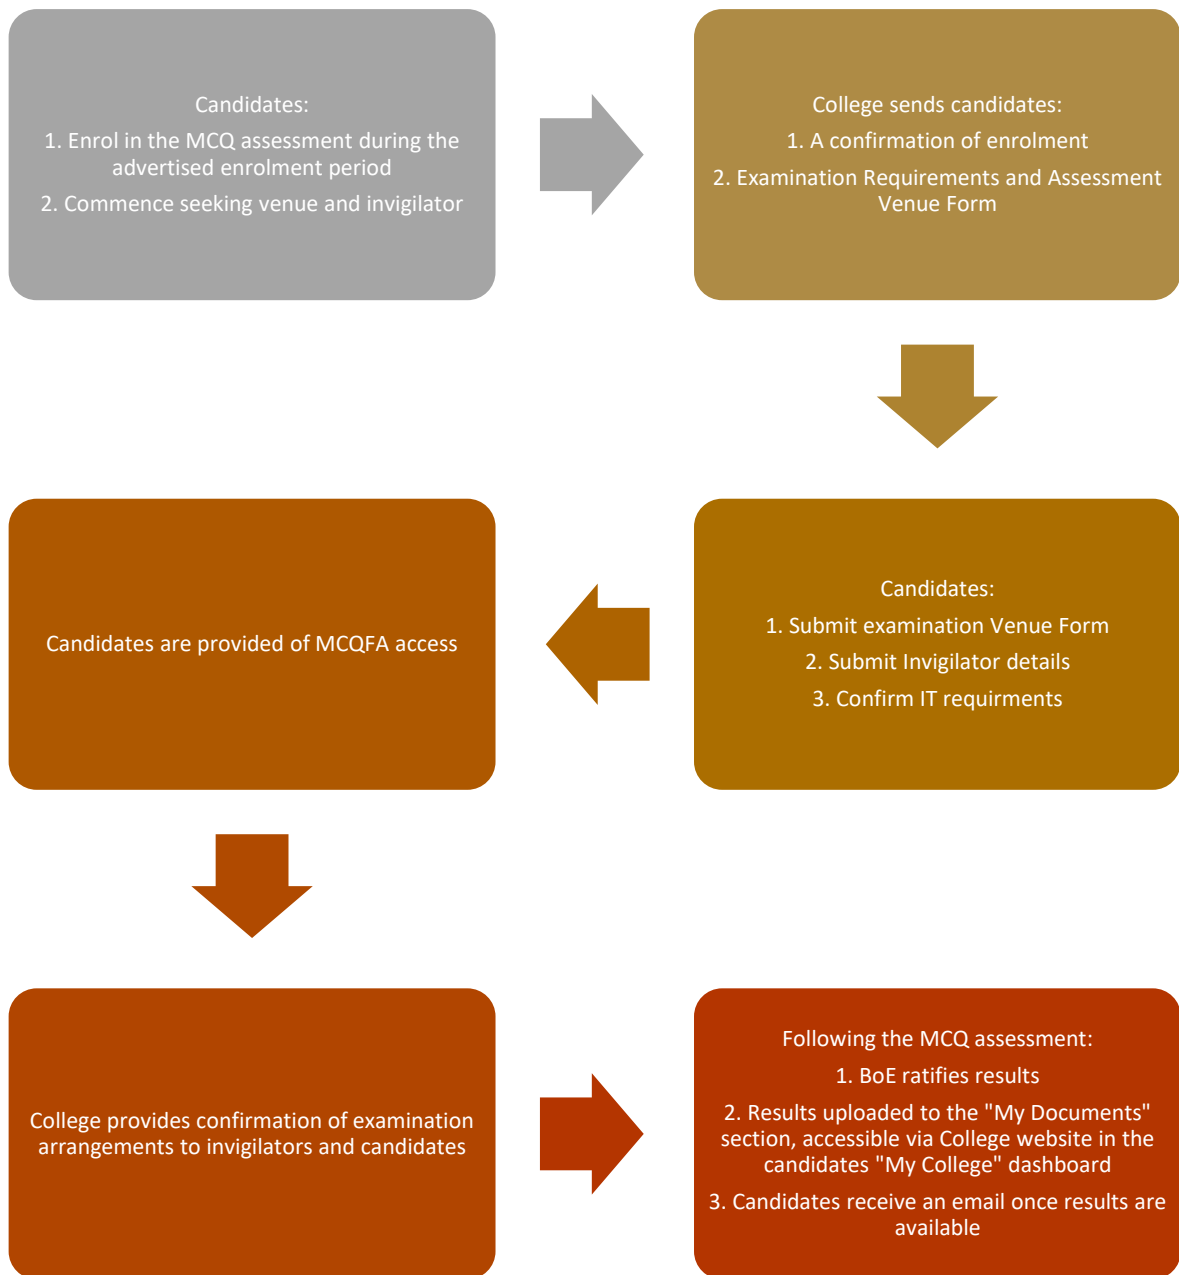 Candidates:
1. Enrol in the MCQ assessment during the
advertised enrolment period
2. Commence seeking venue and invigilator
College sends candidates:
1. A confirmation of enrolment
2. Examination Requirements and Assessment
Venue Form
Candidates:
1. Submit examination Venue Form
2. Submit Invigilator details
3. Confirm IT requirments
Candidates are provided of MCQFA access
College provides confirmation of examination
arrangements to invigilators and candidates
Following the MCQ assessment:
1. BoE ratifies results
2. Results uploaded to the "My Documents"
section, accessible via College website in the
candidates "My College" dashboard
3. Candidates receive an email once results are
available